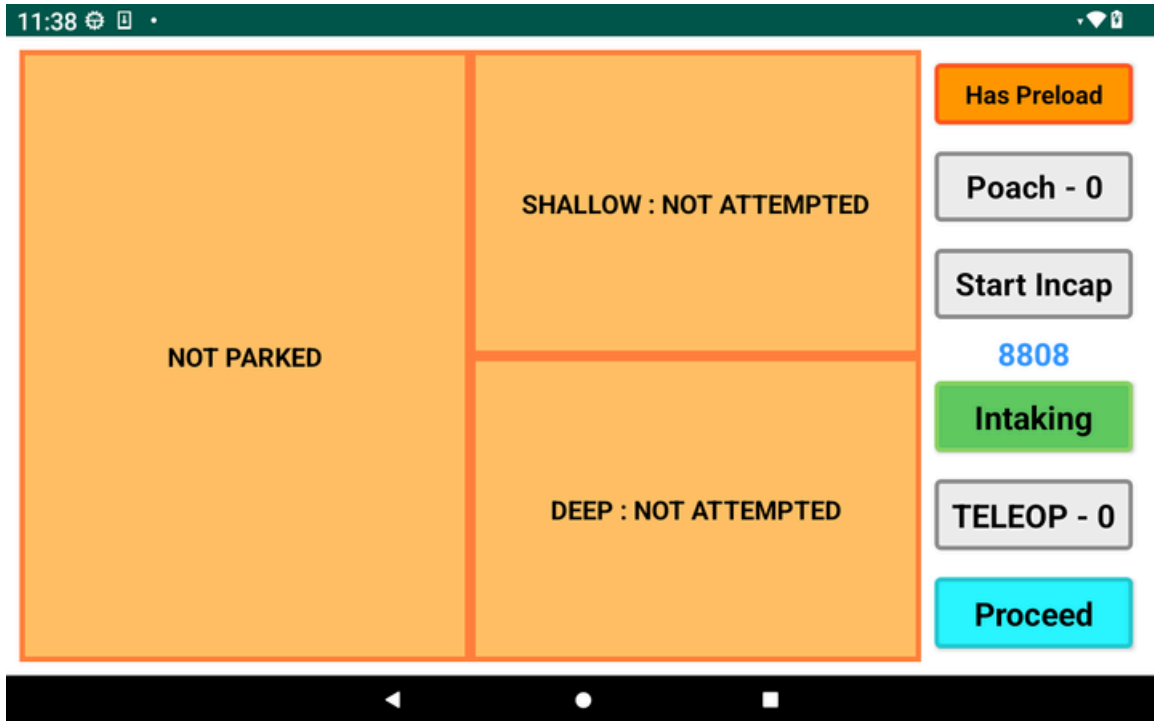 11:38
NOT PARKED
SHALLOW : NOT ATTEMPTED
DEEP : NOT ATTEMPTED
Has Preload
Poach - 0
Start Incap
8808
Intaking
TELEOP - 0
Proceed